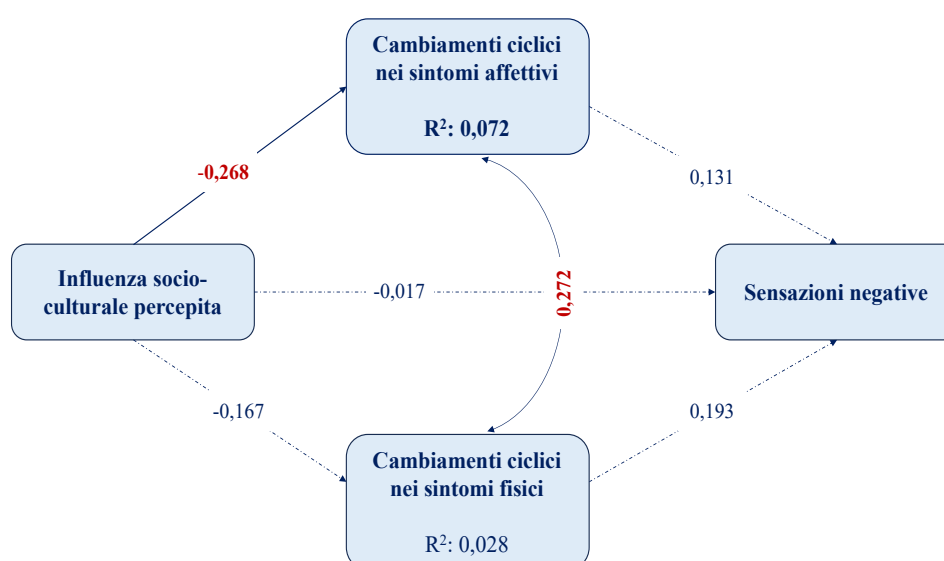 Cambiamenti ciclici
nei sintomi affettivi
R²: 0,072
-0,268
0,131
Influenza socio-
culturale percepita
-0,017
0,272
Sensazioni negative
-0,167
0,193
Cambiamenti ciclici
nei sintomi fisici
R²: 0,028